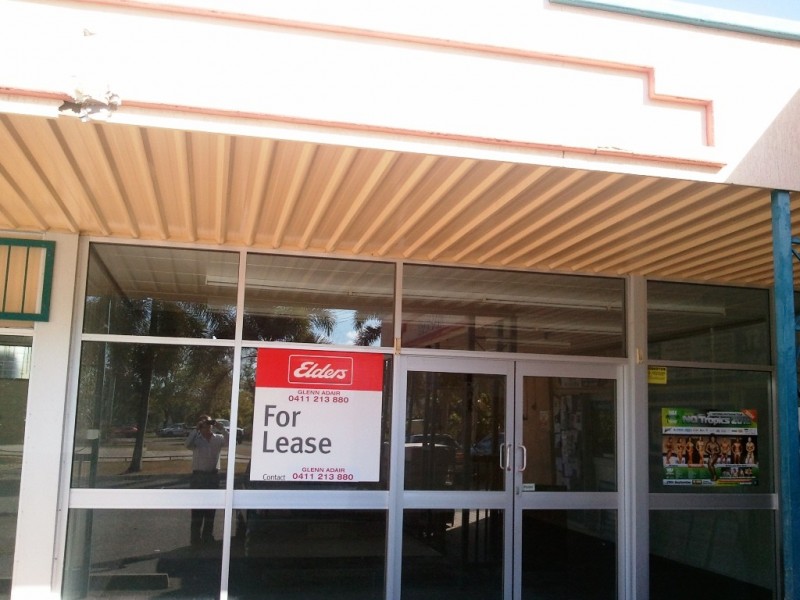 Elders
GLENN ADAIR
0411 213 880
For
Lease
Contact GLENN ADAIR
0411 213 880